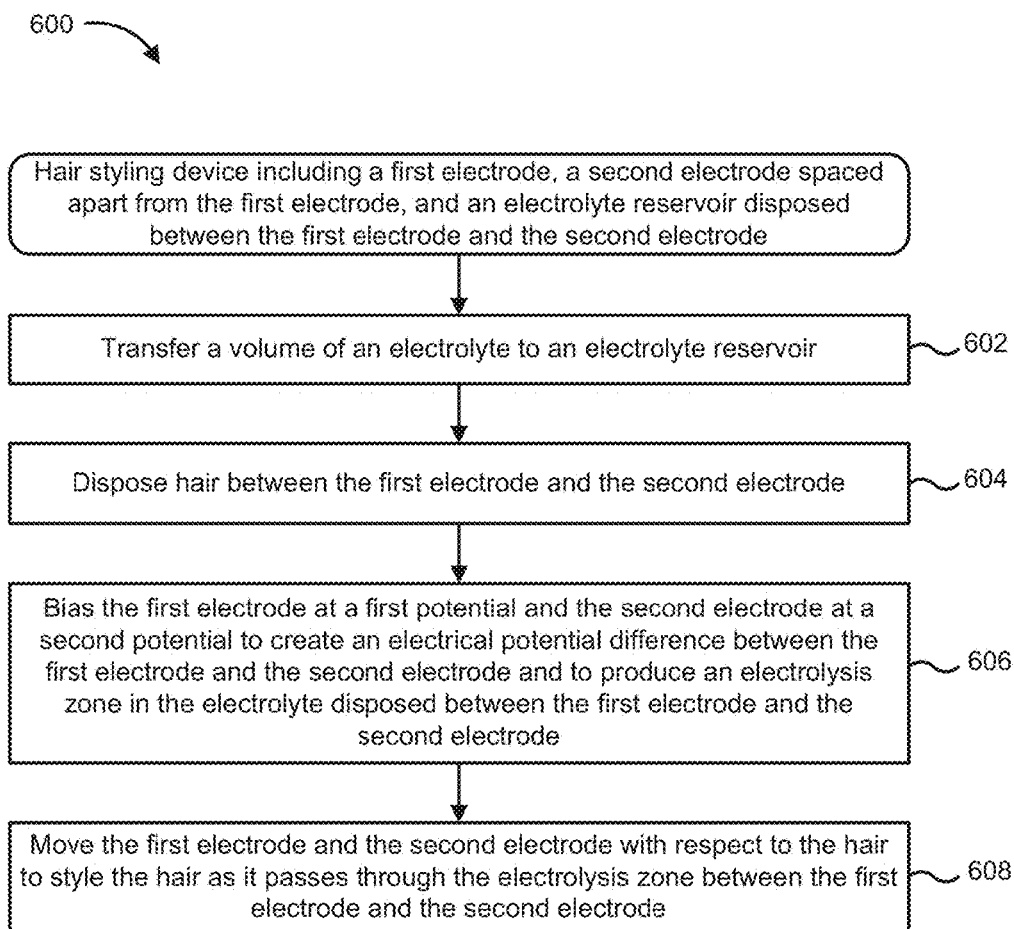 600
Hair styling device including a first electrode, a second electrode spaced
apart from the first electrode, and an electrolyte reservoir disposed
between the first electrode and the second electrode
Transfer a volume of an electrolyte to an electrolyte reservoir
602
Dispose hair between the first electrode and the second electrode
604
Bias the first electrode at a first potential and the second electrode at a
second potential to create an electrical potential difference between the
first electrode and the second electrode and to produce an electrolysis
zone in the electrolyte disposed between the first electrode and the
second electrode
606
Move the first electrode and the second electrode with respect to the hair
to style the hair as it passes through the electrolysis zone between the first
electrode and the second electrode
608